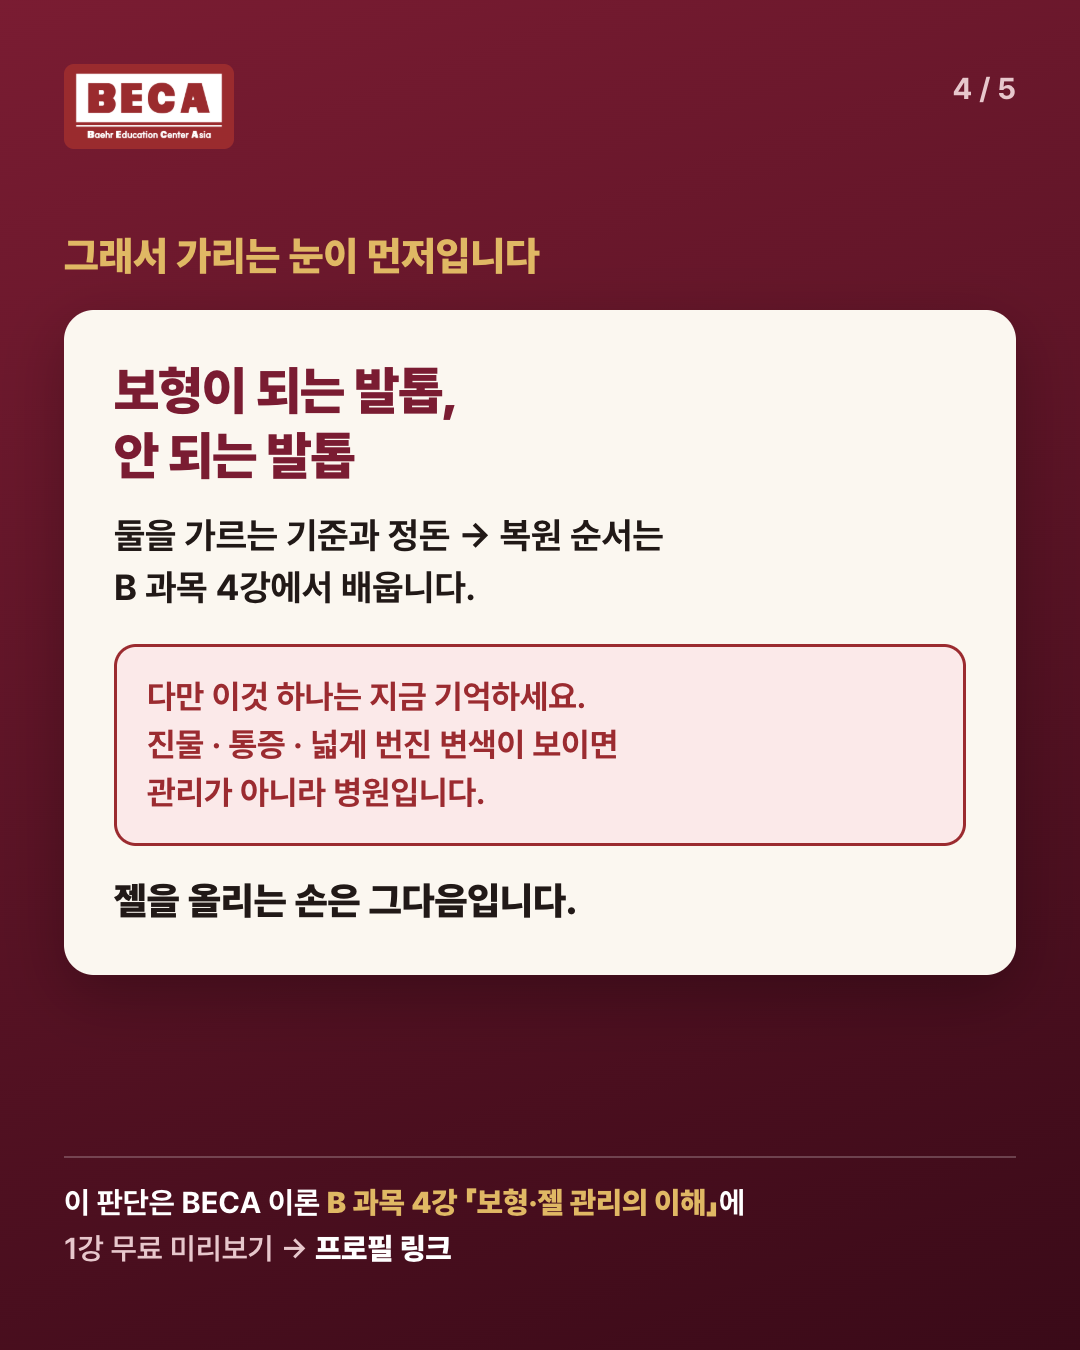 BECA
Baehr Education Center Asia
4 / 5
그래서 가리는 눈이 먼저입니다
보형이 되는 발톱,
안 되는 발톱
둘을 가르는 기준과 정돈 → 복원 순서는
B 과목 4강에서 배웁니다.
다만 이것 하나는 지금 기억하세요.
진물 · 통증 · 넓게 번진 변색이 보이면
관리가 아니라 병원입니다.
젤을 올리는 손은 그다음입니다.
이 판단은 BECA 이론 B 과목 4강 「보형·젤 관리의 이해」에
1강 무료 미리보기 → 프로필 링크